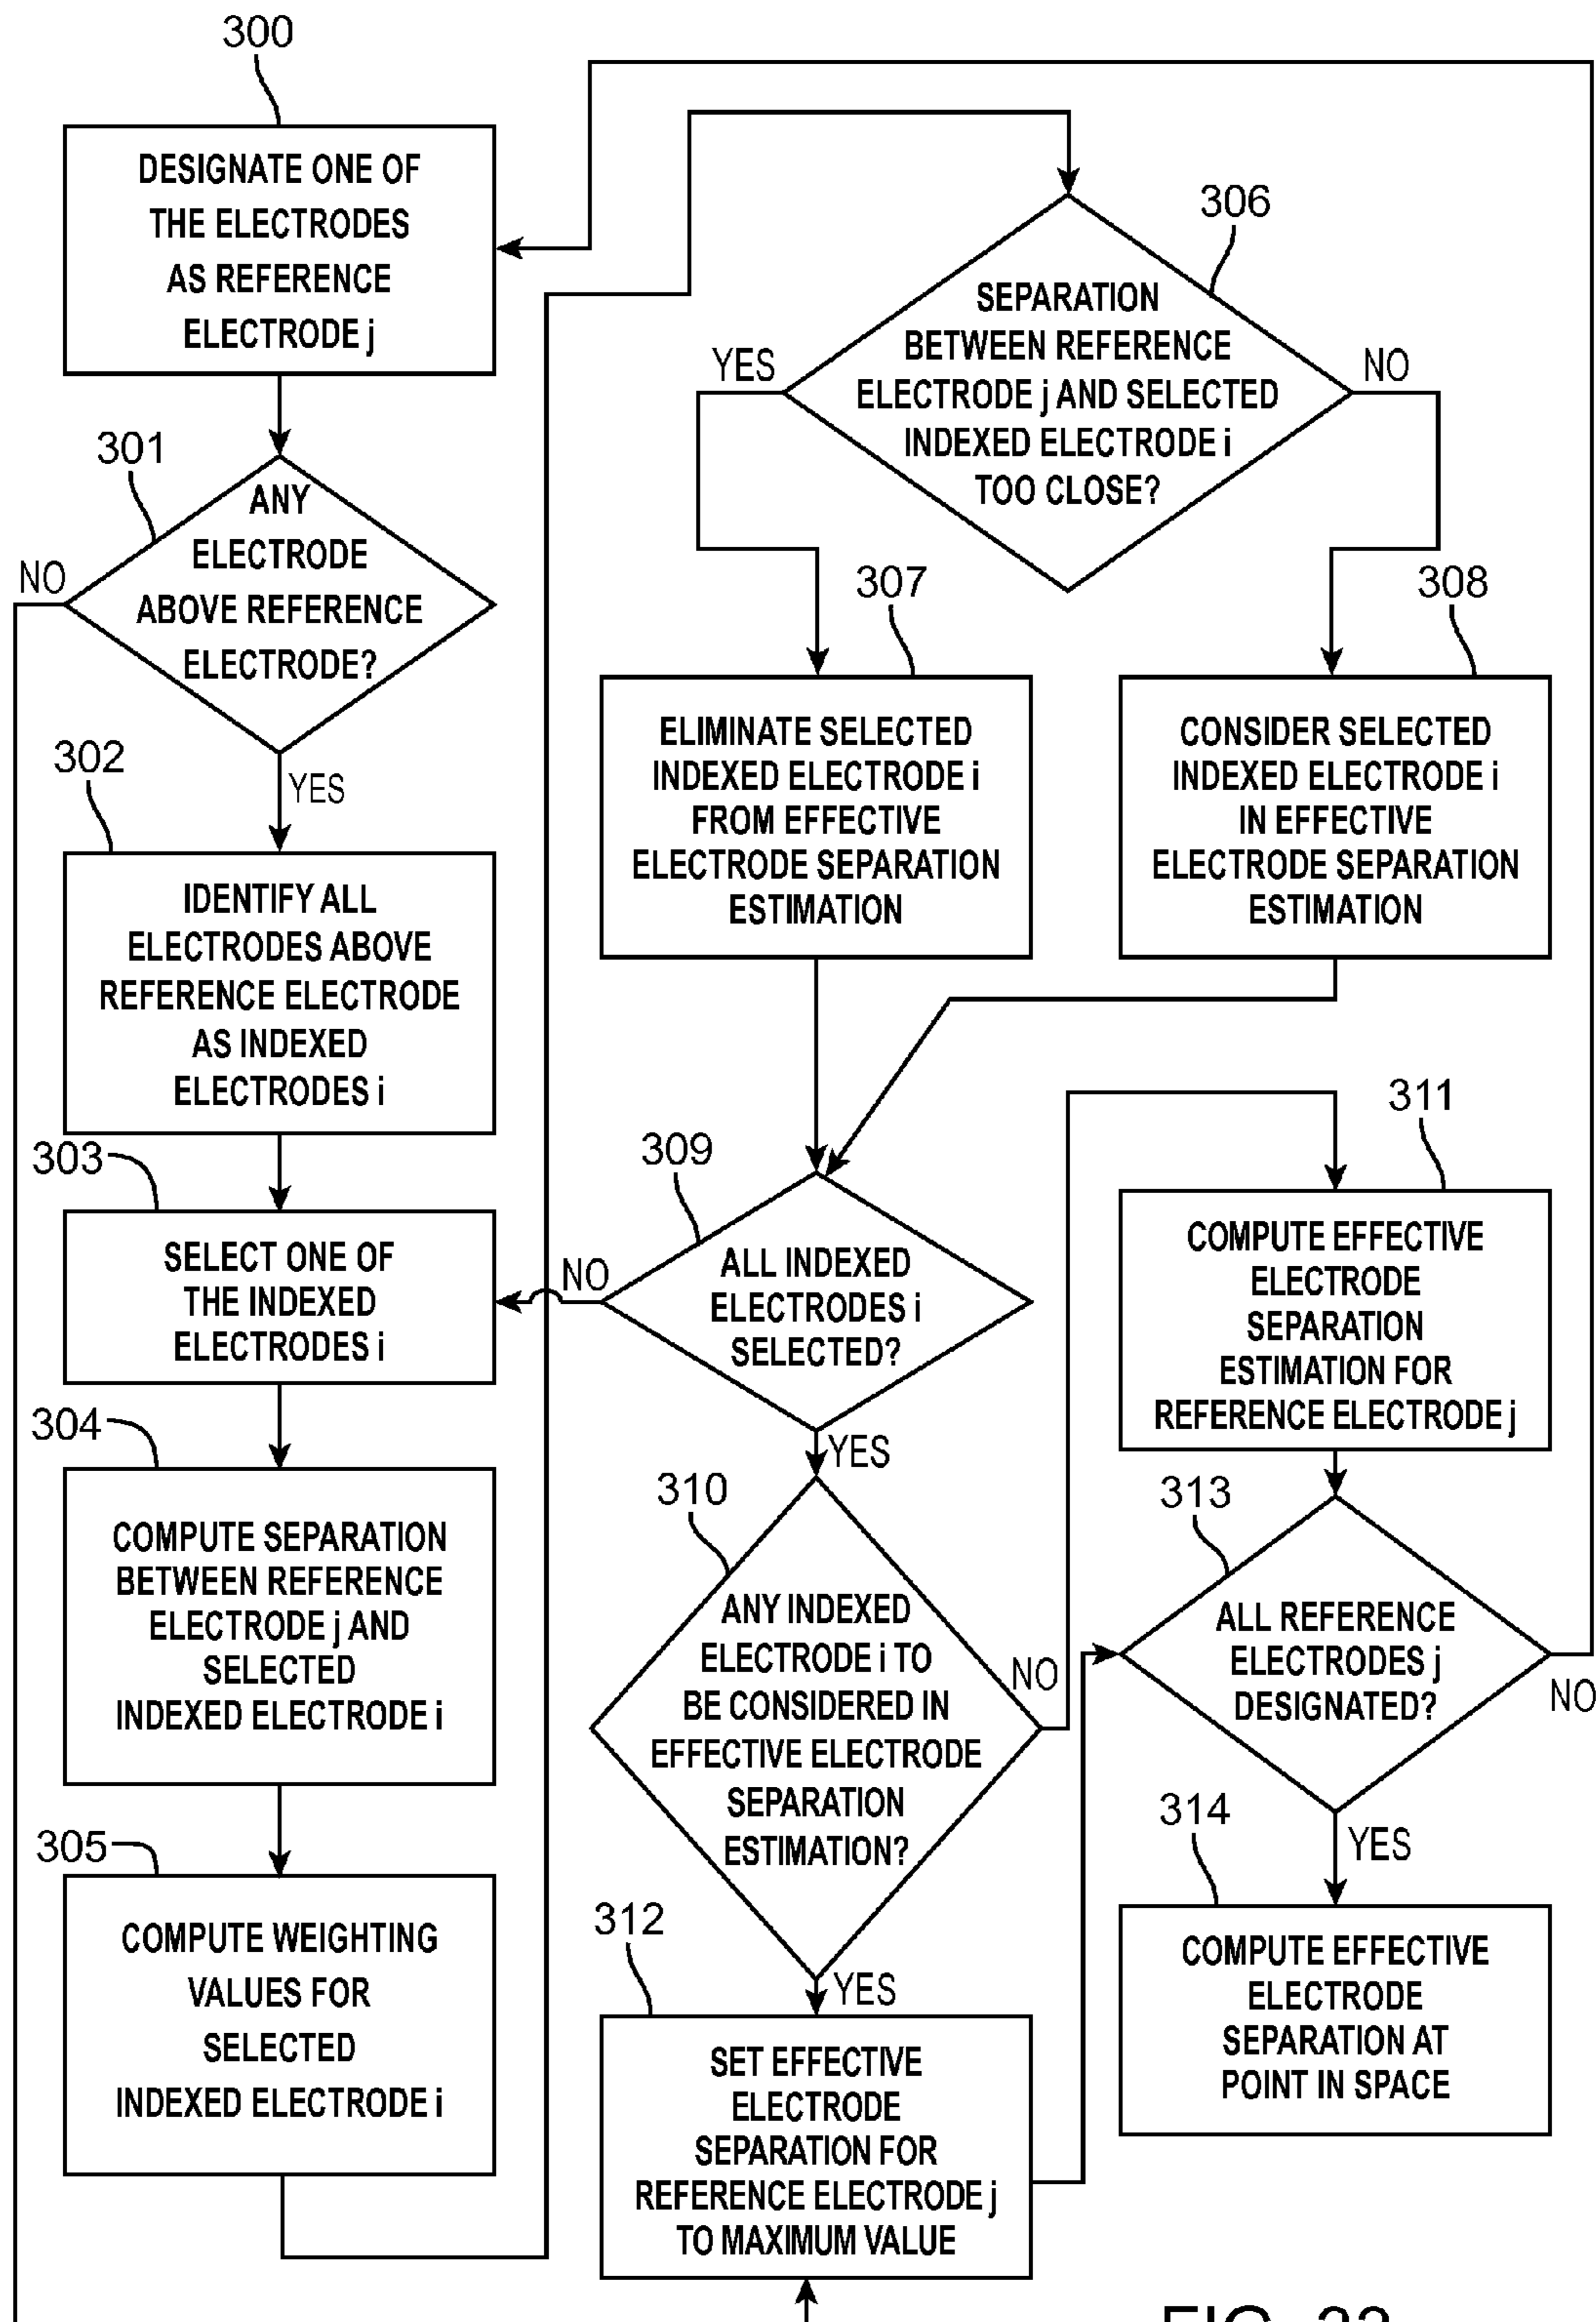 300
DESIGNATE ONE OF
THE ELECTRODES
AS REFERENCE
ELECTRODE j
301
ANY
ELECTRODE
ABOVE REFERENCE
ELECTRODE?
NO
YES
302
IDENTIFY ALL
ELECTRODES ABOVE
REFERENCE ELECTRODE
AS INDEXED
ELECTRODES i
303
SELECT ONE OF
THE INDEXED
ELECTRODES i
304
COMPUTE SEPARATION
BETWEEN REFERENCE
ELECTRODE j AND
SELECTED
INDEXED ELECTRODE i
305
COMPUTE WEIGHTING
VALUES FOR
SELECTED
INDEXED ELECTRODE i
306
SEPARATION
BETWEEN REFERENCE
ELECTRODE j AND SELECTED
INDEXED ELECTRODE i
TOO CLOSE?
YES
NO
307
ELIMINATE SELECTED
INDEXED ELECTRODE i
FROM EFFECTIVE
ELECTRODE SEPARATION
ESTIMATION
308
CONSIDER SELECTED
INDEXED ELECTRODE i
IN EFFECTIVE
ELECTRODE SEPARATION
ESTIMATION
309
ALL INDEXED
ELECTRODES i
SELECTED?
NO
YES
310
ANY INDEXED
ELECTRODE i TO
BE CONSIDERED IN
EFFECTIVE ELECTRODE
SEPARATION
ESTIMATION?
NO
YES
311
COMPUTE EFFECTIVE
ELECTRODE
SEPARATION
ESTIMATION FOR
REFERENCE ELECTRODE j
312
SET EFFECTIVE
ELECTRODE
SEPARATION FOR
REFERENCE ELECTRODE j
TO MAXIMUM VALUE
313
ALL REFERENCE
ELECTRODES j
DESIGNATED?
NO
YES
314
COMPUTE EFFECTIVE
ELECTRODE
SEPARATION AT
POINT IN SPACE